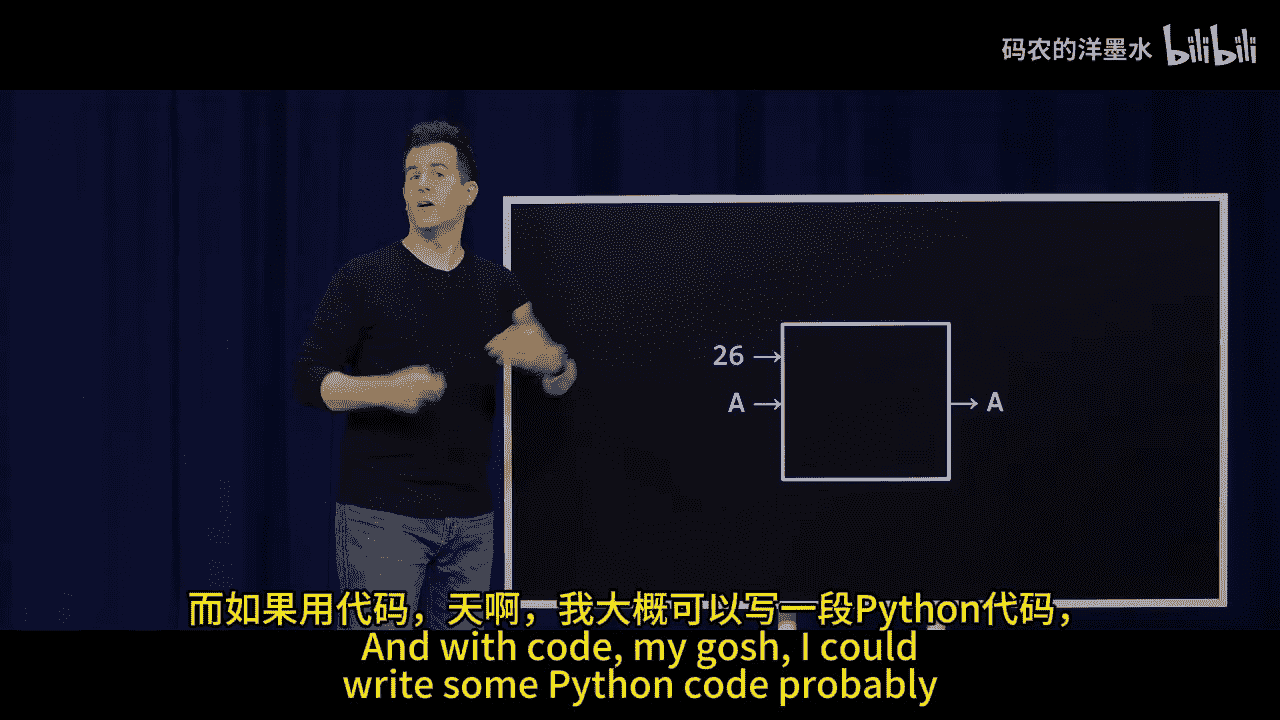 码农的洋墨水 bilibili
26 →
A → → A
而如果用代码，天啊，我大概可以写一段Python代码，
And with code, my gosh, I could
write some Python code probably